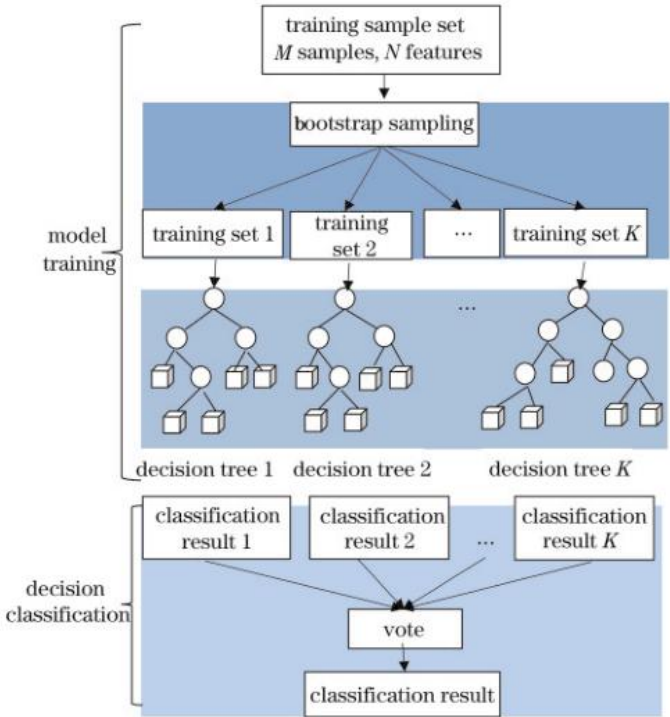 training sample set
M samples, N features
bootstrap sampling
training set 1
training
set 2
...
training set K
model
training
...
decision tree 1
decision tree 2
decision tree K
classification
result 1
classification
result 2
...
classification
result K
decision
classification
vote
classification result